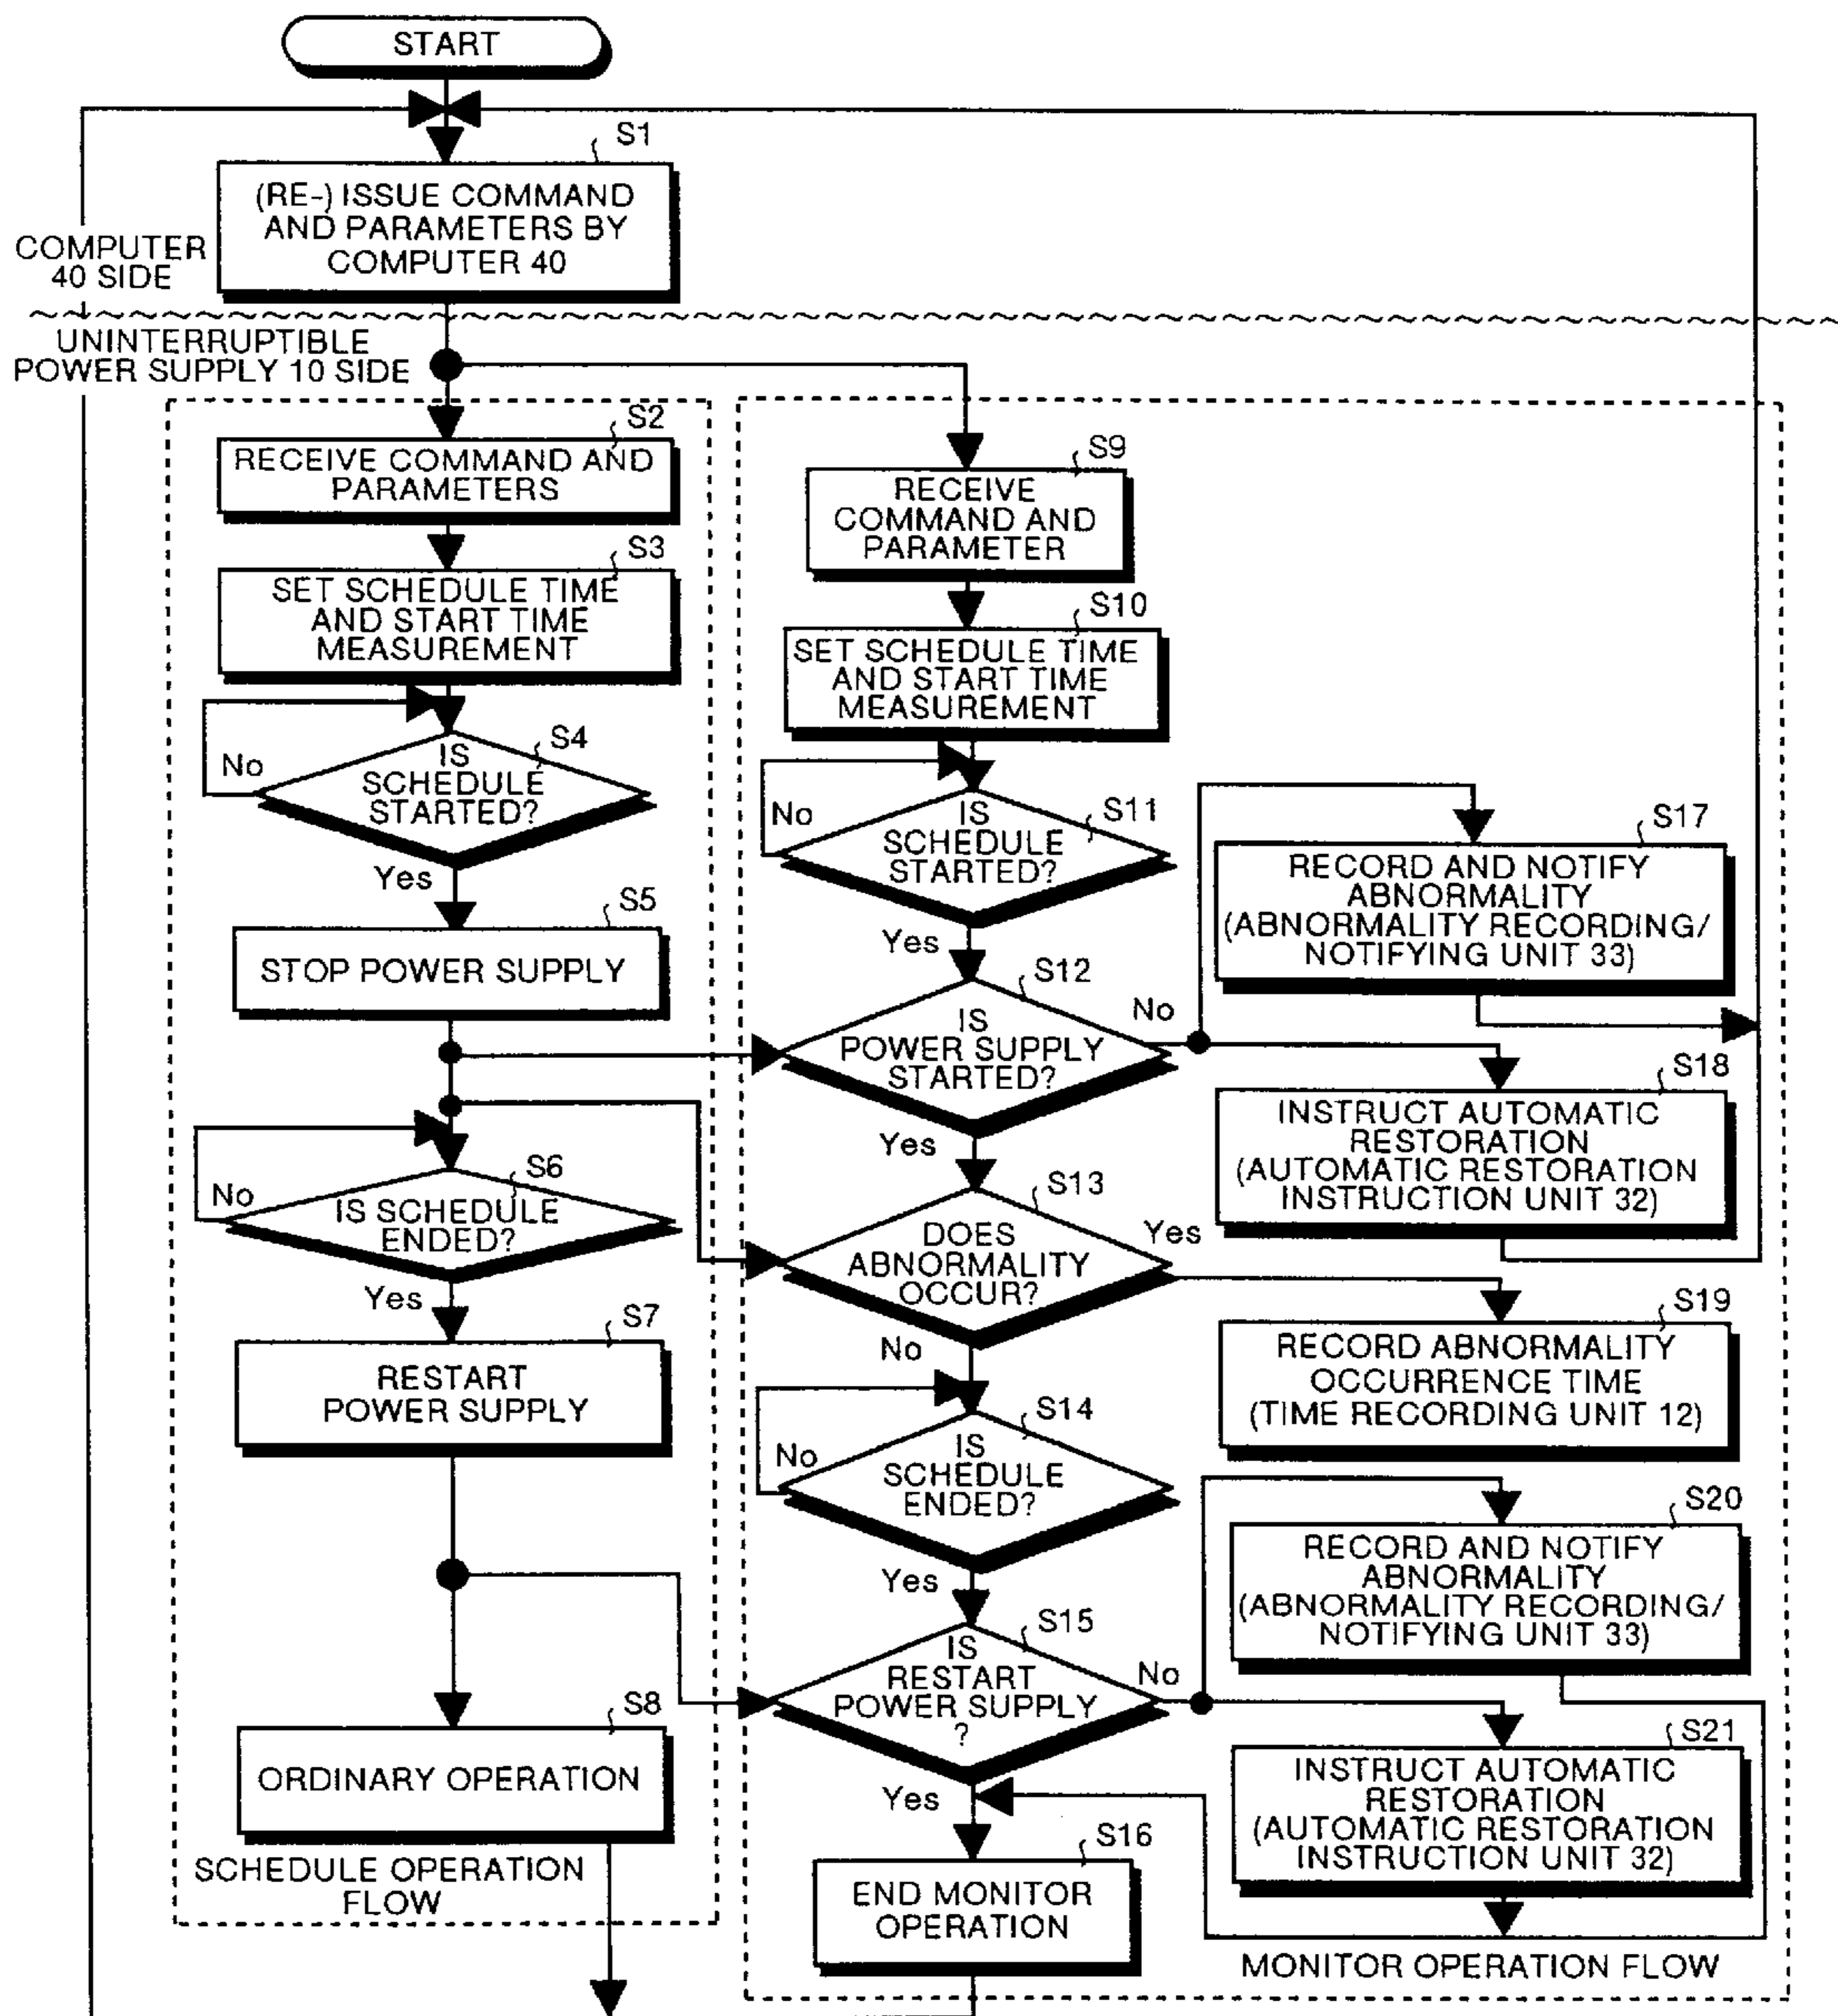 START
S1
(RE-) ISSUE COMMAND
AND PARAMETERS BY
COMPUTER 40
COMPUTER
40 SIDE
UNINTERRUPTIBLE
POWER SUPPLY 10 SIDE
S2
RECEIVE COMMAND AND
PARAMETERS
S3
SET SCHEDULE TIME
AND START TIME
MEASUREMENT
S4
IS
SCHEDULE
STARTED?
No
Yes
S5
STOP POWER SUPPLY
S6
IS SCHEDULE
ENDED?
No
Yes
S7
RESTART
POWER SUPPLY
S8
ORDINARY OPERATION
SCHEDULE OPERATION
FLOW
S9
RECEIVE
COMMAND AND
PARAMETER
S10
SET SCHEDULE TIME
AND START TIME
MEASUREMENT
S11
IS
SCHEDULE
STARTED?
No
Yes
S12
IS
POWER SUPPLY
STARTED?
No
Yes
S13
DOES
ABNORMALITY
OCCUR?
Yes
No
S14
IS
SCHEDULE
ENDED?
No
Yes
S15
IS
RESTART
POWER SUPPLY
?
No
Yes
S16
END MONITOR
OPERATION
S17
RECORD AND NOTIFY
ABNORMALITY
(ABNORMALITY RECORDING/
NOTIFYING UNIT 33)
S18
INSTRUCT AUTOMATIC
RESTORATION
(AUTOMATIC RESTORATION
INSTRUCTION UNIT 32)
S19
RECORD ABNORMALITY
OCCURRENCE TIME
(TIME RECORDING UNIT 12)
S20
RECORD AND NOTIFY
ABNORMALITY
(ABNORMALITY RECORDING/
NOTIFYING UNIT 33)
S21
INSTRUCT AUTOMATIC
RESTORATION
(AUTOMATIC RESTORATION
INSTRUCTION UNIT 32)
MONITOR OPERATION FLOW